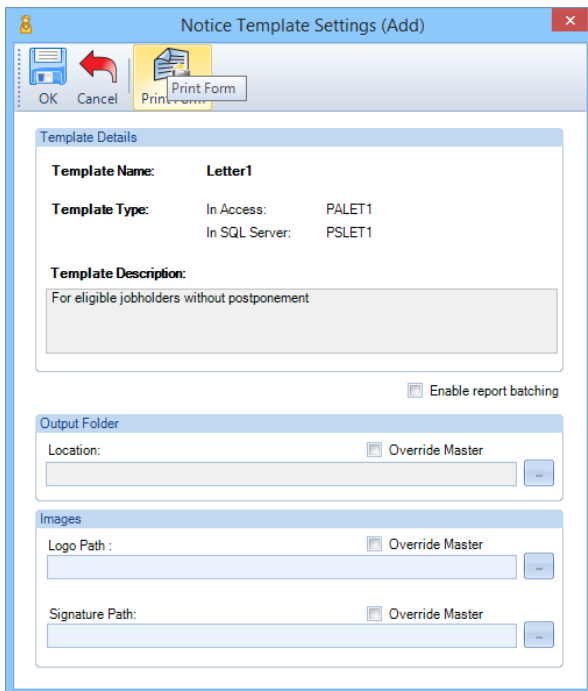 Notice Template Settings (Add)
OK Cancel Print Form
Print Form
Template Details
Template Name: Letter1
Template Type: In Access: PALET1
In SQL Server: PSLET1
Template Description:
For eligible jobholders without postponement
Enable report batching
Output Folder
Location: Override Master
...
Images
Logo Path : Override Master
...
Signature Path: Override Master
...